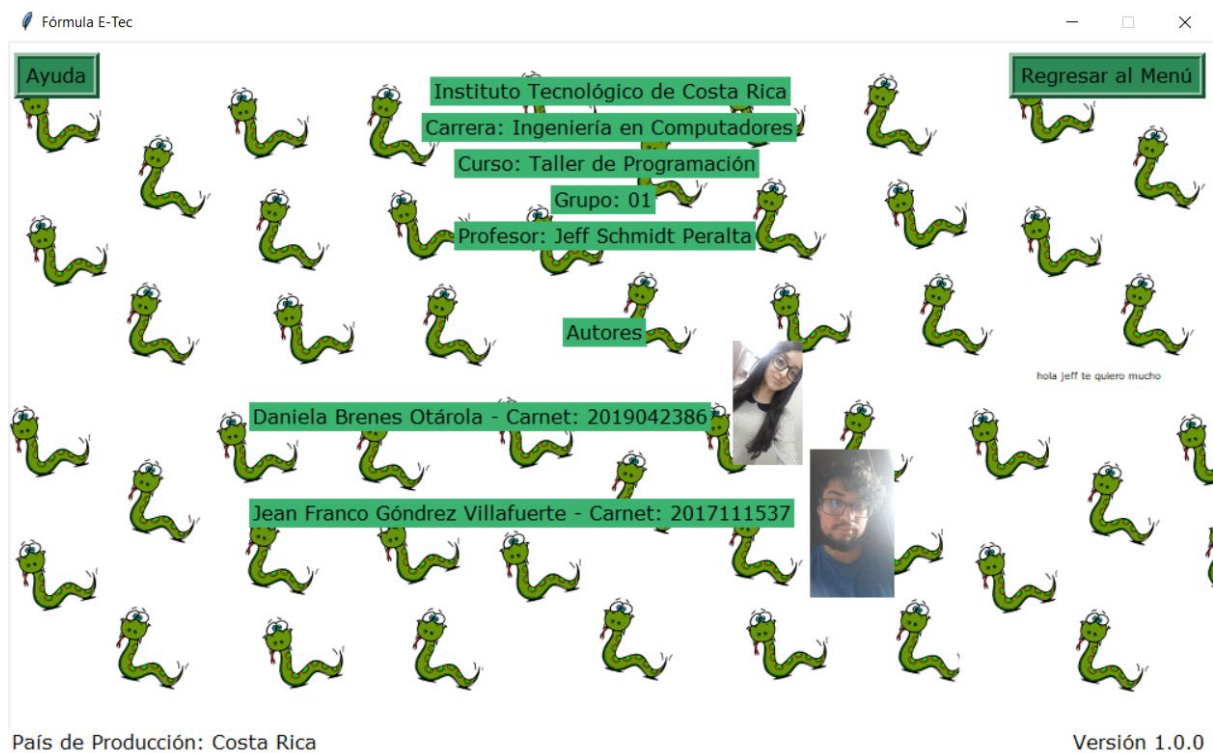 Fórmula E-Tec
Ayuda
Regresar al Menú
Instituto Tecnológico de Costa Rica
Carrera: Ingeniería en Computadores
Curso: Taller de Programación
Grupo: 01
Profesor: Jeff Schmidt Peralta
Autores
hola jeff te quiero mucho
Daniela Brenes Otárola - Carnet: 2019042386
Jean Franco Góndrez Villafuerte - Carnet: 2017111537
País de Producción: Costa Rica
Versión 1.0.0